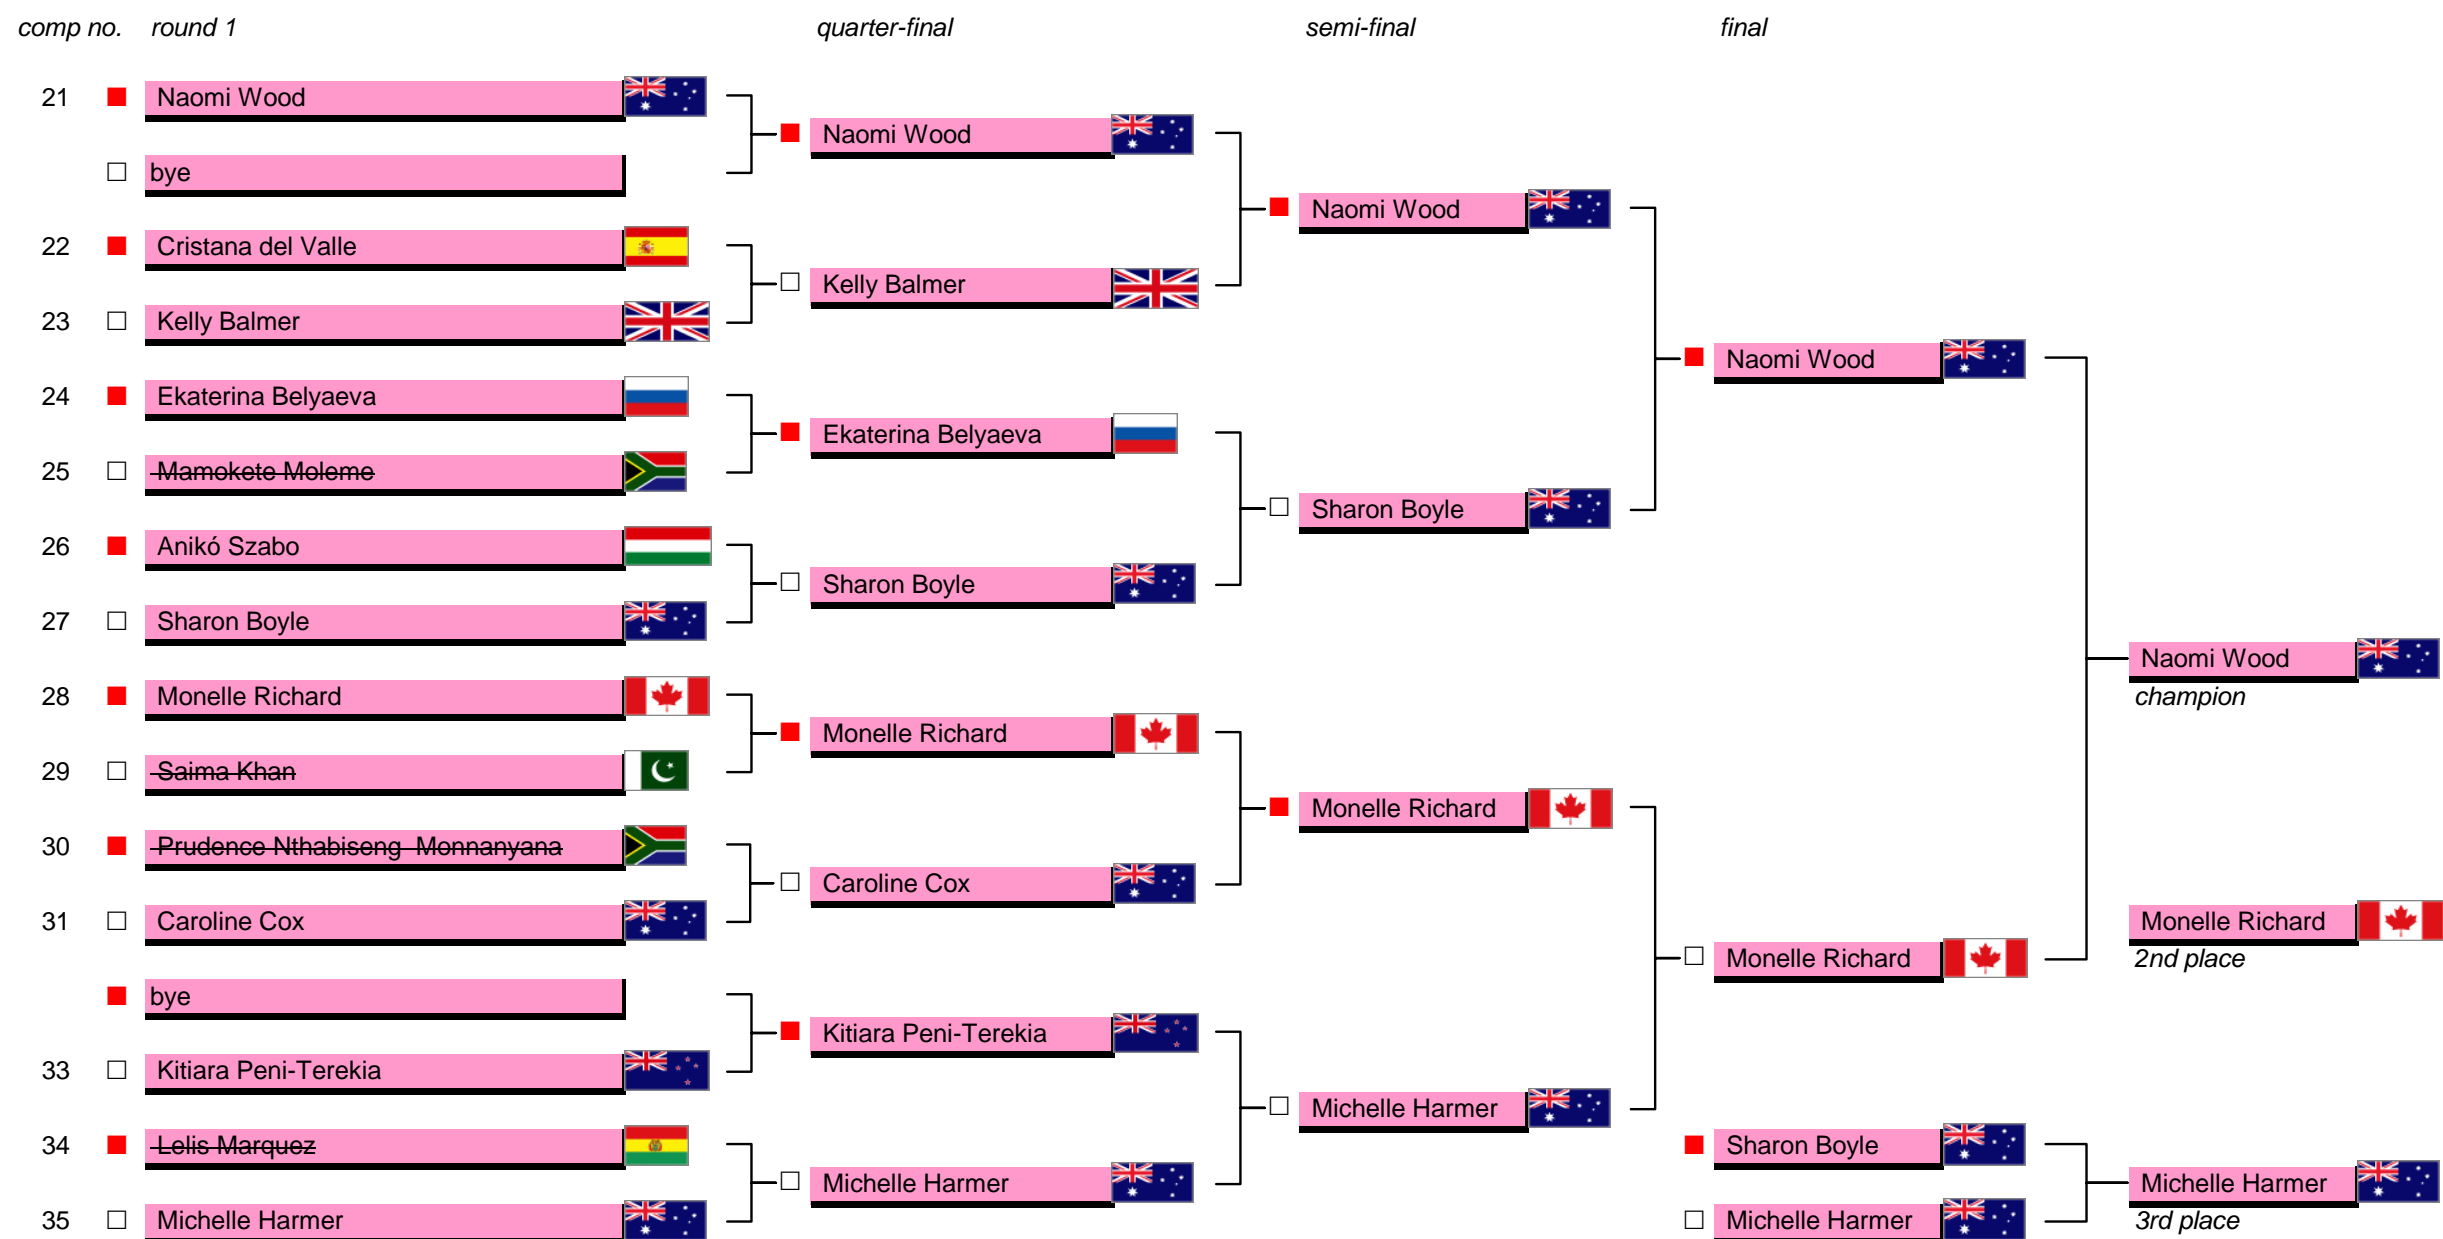 comp no. round 1 quarter-final semi-final final
21 Naomi Wood
Naomi Wood
bye
Naomi Wood
22 Cristana del Valle
Kelly Balmer
23 Kelly Balmer
Naomi Wood
24 Ekaterina Belyaeva
Ekaterina Belyaeva
25 Mamokete Moleme
Sharon Boyle
26 Anikó Szabo
Sharon Boyle
27 Sharon Boyle
Naomi Wood
champion
28 Monelle Richard
Monelle Richard
29 Saima Khan
Monelle Richard
30 Prudence Nthabiseng Monnanyana
Caroline Cox
31 Caroline Cox
Monelle Richard
2nd place
Monelle Richard
bye
Kitiara Peni-Terekia
33 Kitiara Peni-Terekia
Michelle Harmer
34 Lelis Marquez
Sharon Boyle
Michelle Harmer
Michelle Harmer
3rd place
35 Michelle Harmer
Michelle Harmer